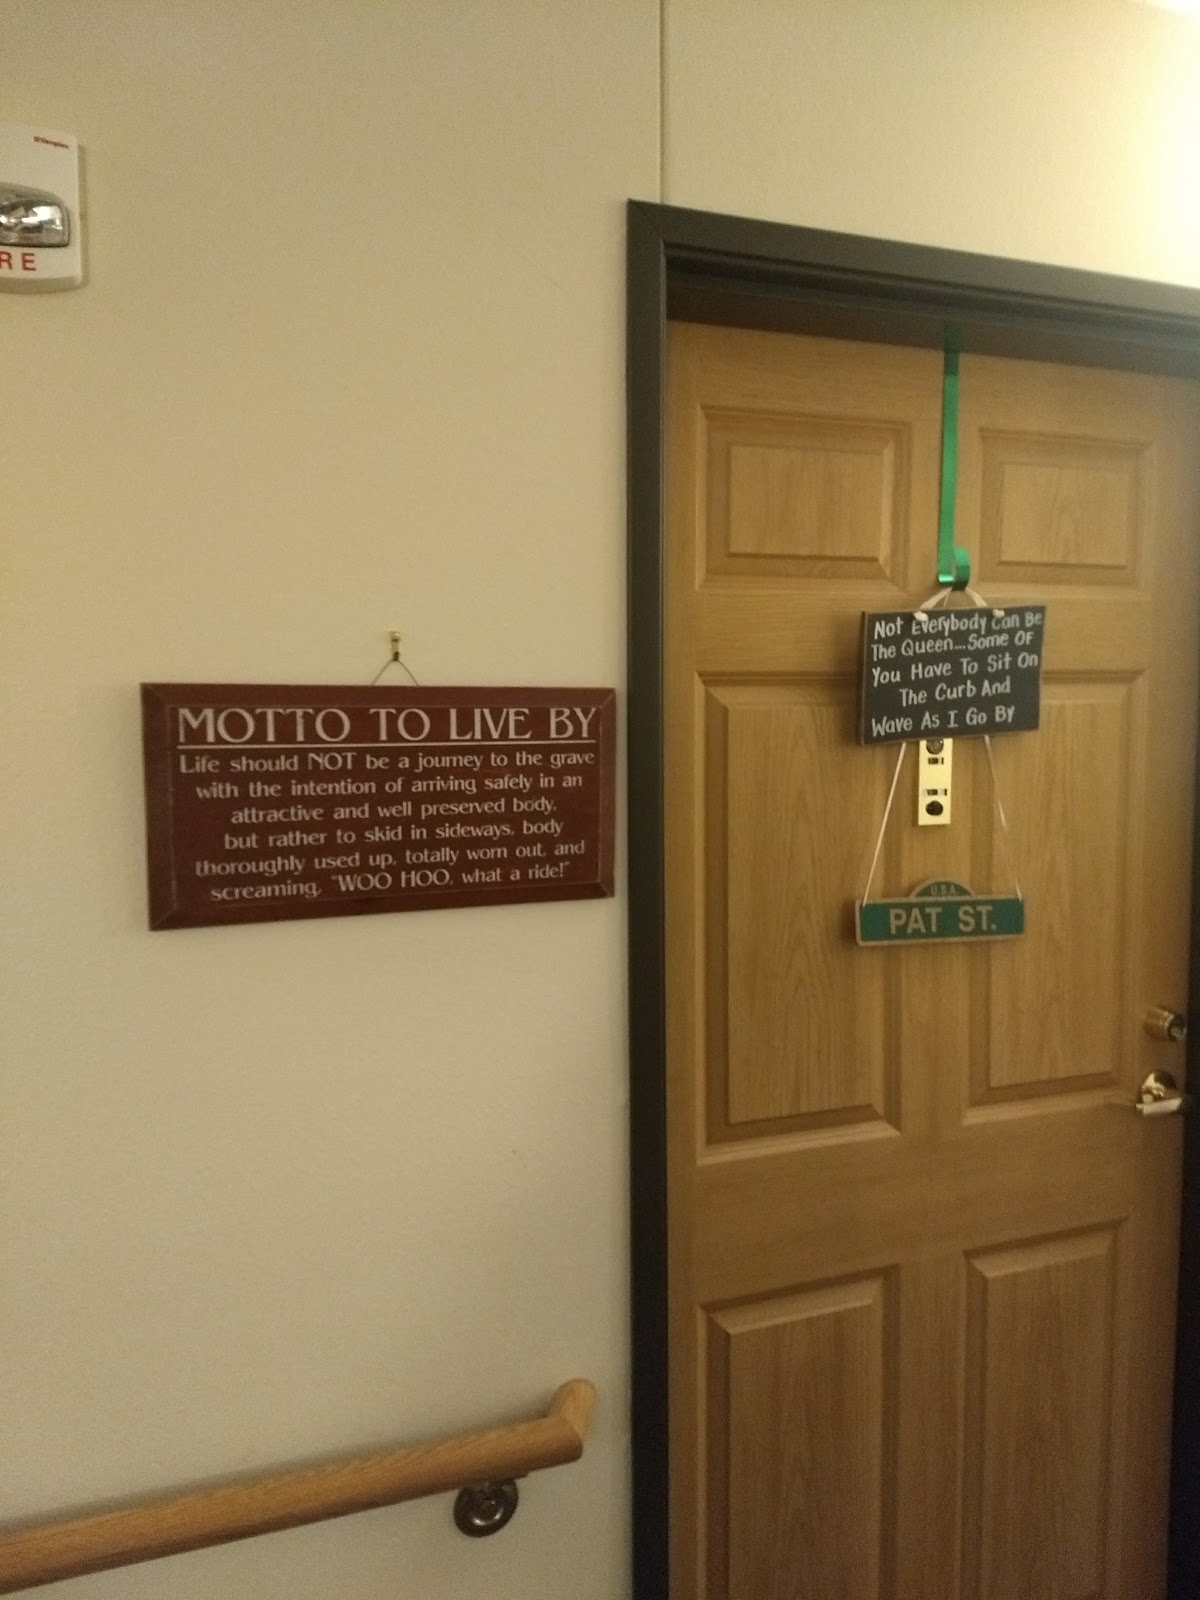 RE
MOTTO TO LIVE BY
Life should NOT be a journey to the grave
with the intention of arriving safely in an
attractive and well preserved body,
but rather to skid in sideways, body
thoroughly used up, totally worn out, and
screaming, "WOO HOO, what a ride!"
Not Everybody Can Be
The Queen...Some Of
You Have To Sit On
The Curb And
Wave As I Go By
USA
PAT ST.